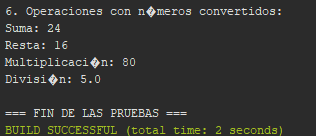 6. Operaciones con n�meros convertidos:
Suma: 24
Resta: 16
Multiplicaci�n: 80
Divisi�n: 5.0
=== FIN DE LAS PRUEBAS ===
BUILD SUCCESSFUL (total time: 2 seconds)